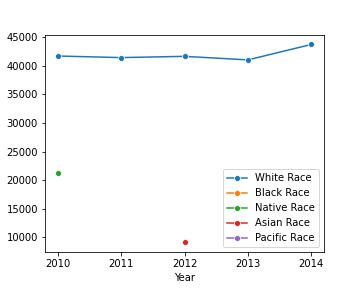 45000
40000
35000
30000
25000
20000
15000
10000
2010 2011 2012 2013 2014
Year
White Race
Black Race
Native Race
Asian Race
Pacific Race